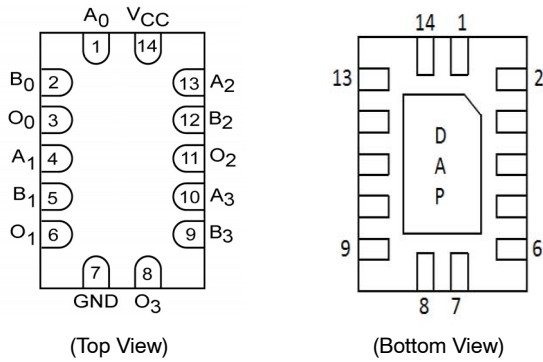 A0 VCC
1 14
B0 2 13 A2
O0 3 12 B2
A1 4 11 O2
B1 5 10 A3
O1 6 9 B3
7 8
GND O3
(Top View)
14 1
13 2
D
A
P
9 6
8 7
(Bottom View)